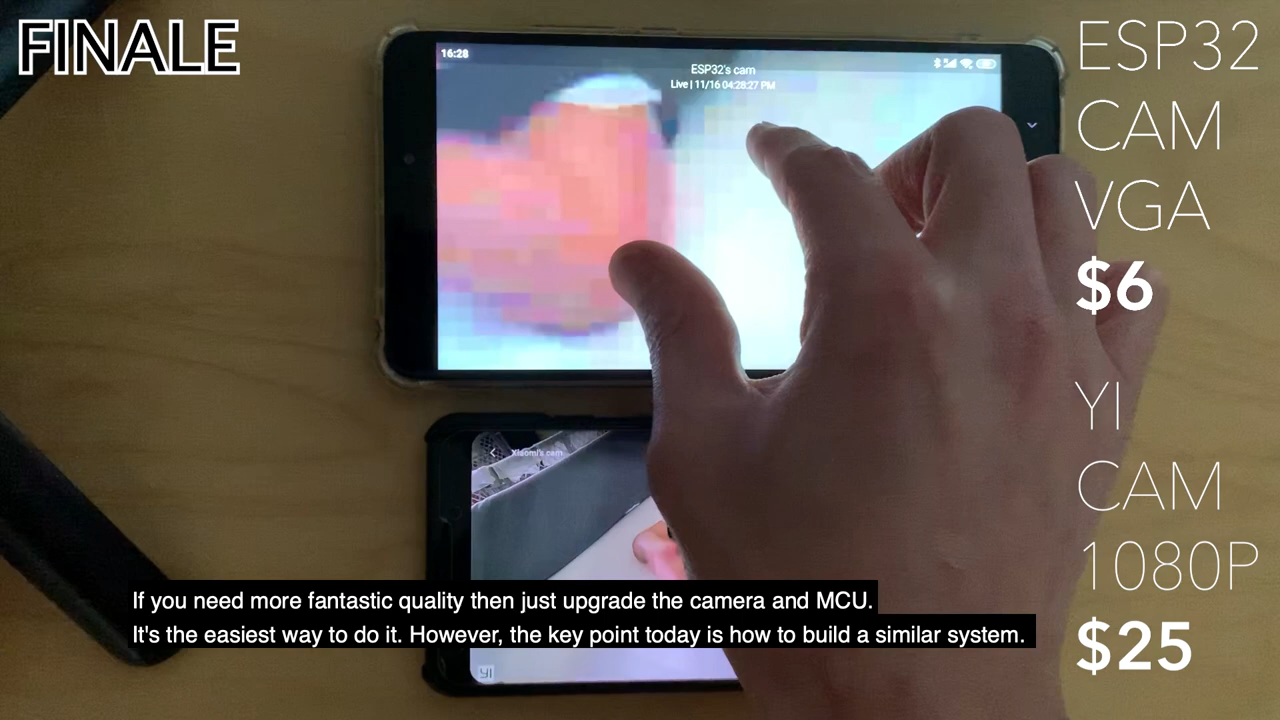 FINALE
16:28
ESP32's cam
Live | 11/16 04:28:27 PM
ESP32
CAM
VGA
$6
YI
CAM
1080P
$25
Xiaomi's cam
If you need more fantastic quality then just upgrade the camera and MCU.
It's the easiest way to do it. However, the key point today is how to build a similar system.
YI